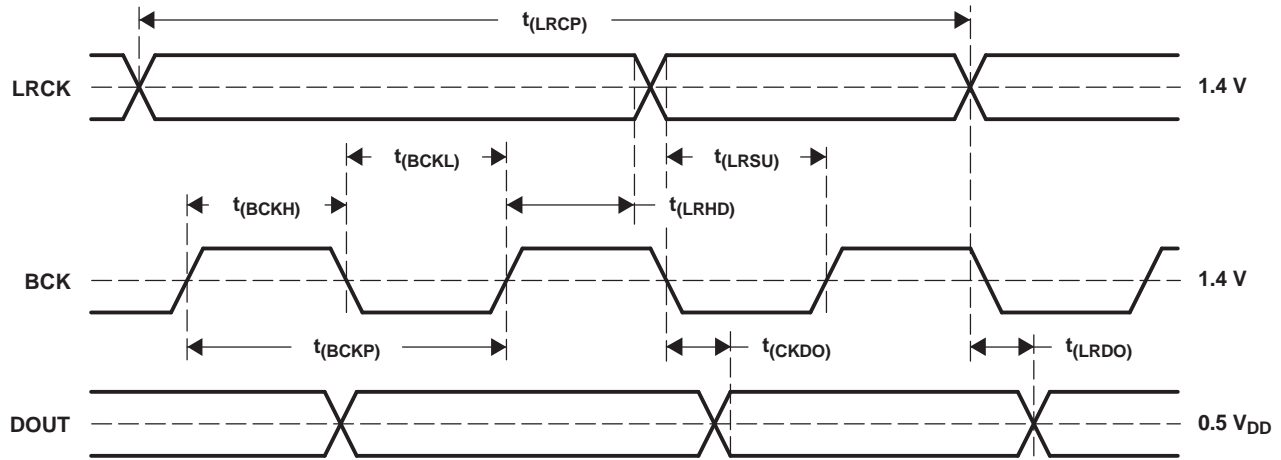 t(LRCP)
LRCK
1.4 V
t(BCKL)
t(LRSU)
t(BCKH)
t(LRHD)
BCK
1.4 V
t(BCKP)
t(CKDO)
t(LRDO)
DOUT
0.5 VDD